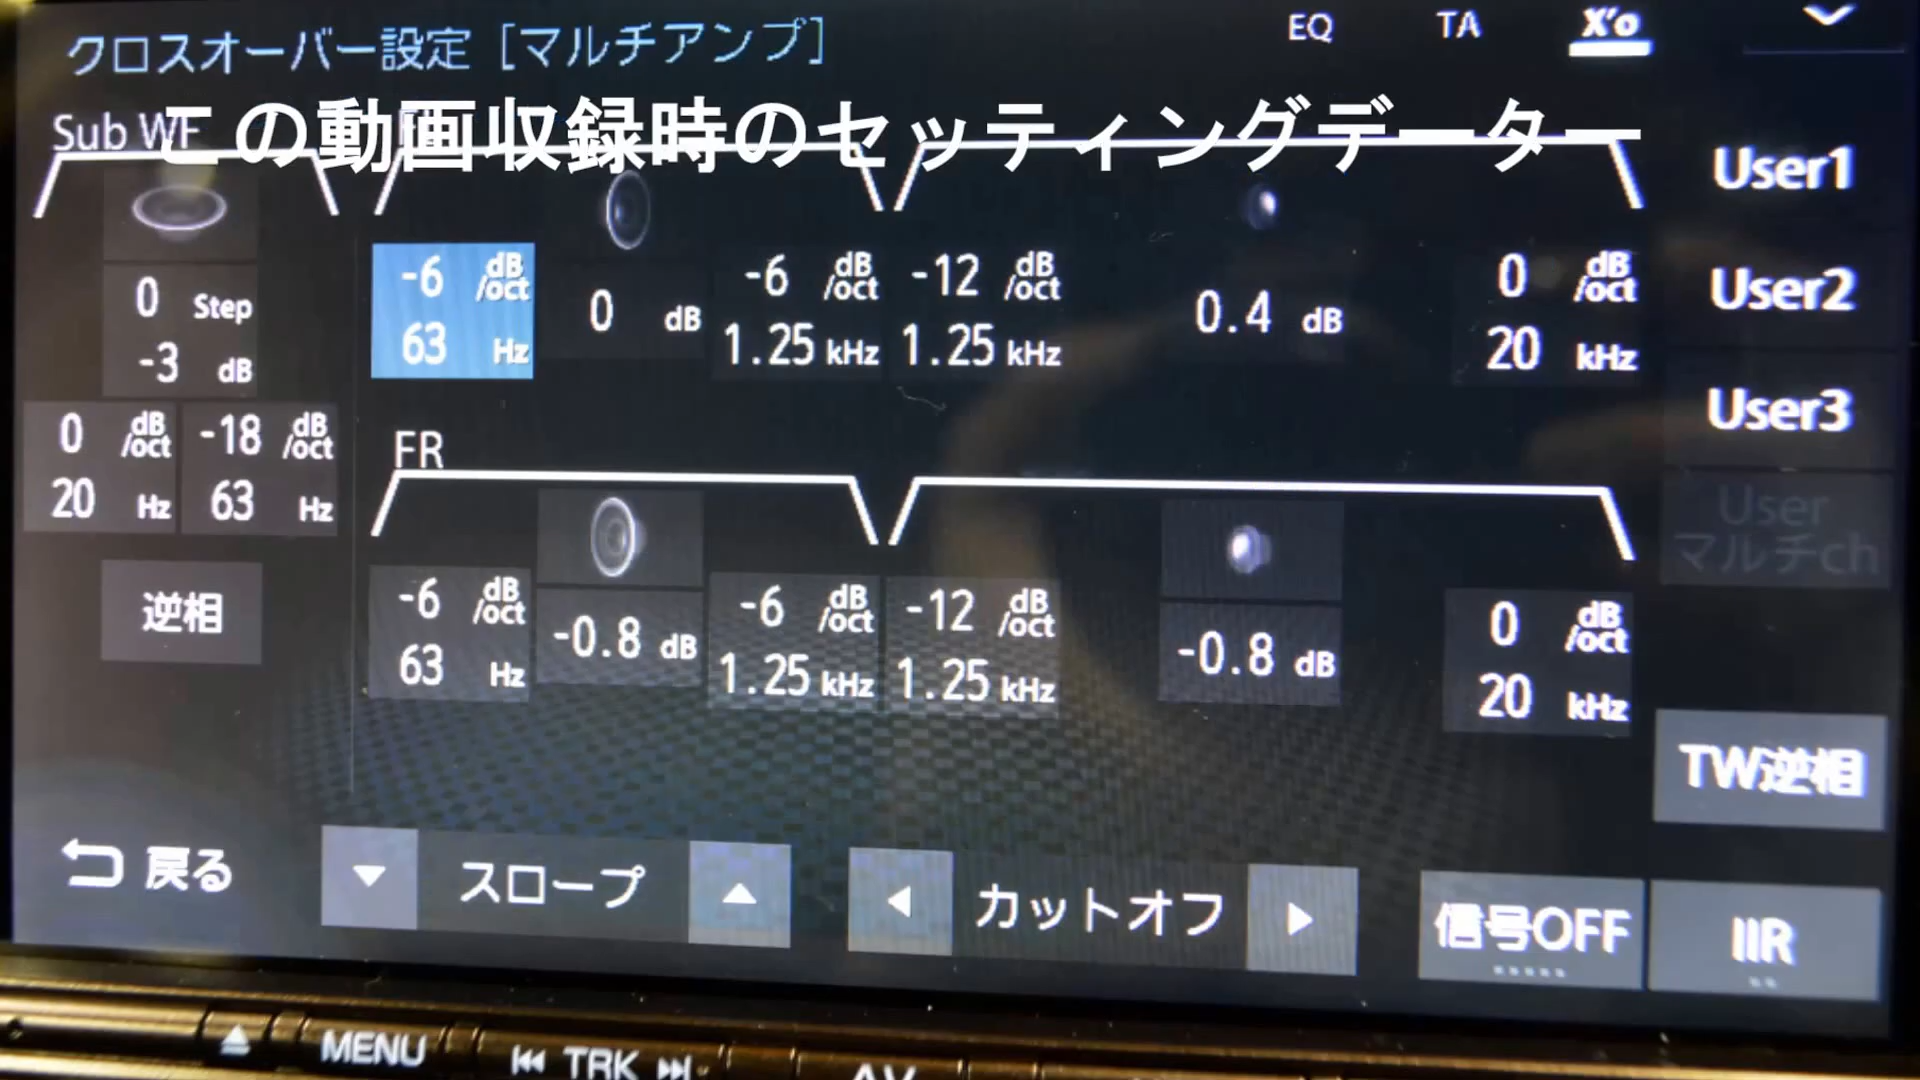 クロスオーバー設定 [マルチアンプ]
EQ TA X'o
この動画収録時のセッティングデーター
Sub WF
User1
-6 dB/oct 0 dB -6 dB/oct -12 dB/oct 0.4 dB 0 dB/oct
63 Hz 1.25 kHz 1.25 kHz 20 kHz
User2
0 Step
-3 dB
User3
0 dB/oct -18 dB/oct
20 Hz 63 Hz
FR
User
マルチch
逆相
-6 dB/oct -0.8 dB -6 dB/oct -12 dB/oct -0.8 dB 0 dB/oct
63 Hz 1.25 kHz 1.25 kHz 20 kHz
TW逆相
戻る スロープ カットオフ 信号OFF IIR
MENU TRK